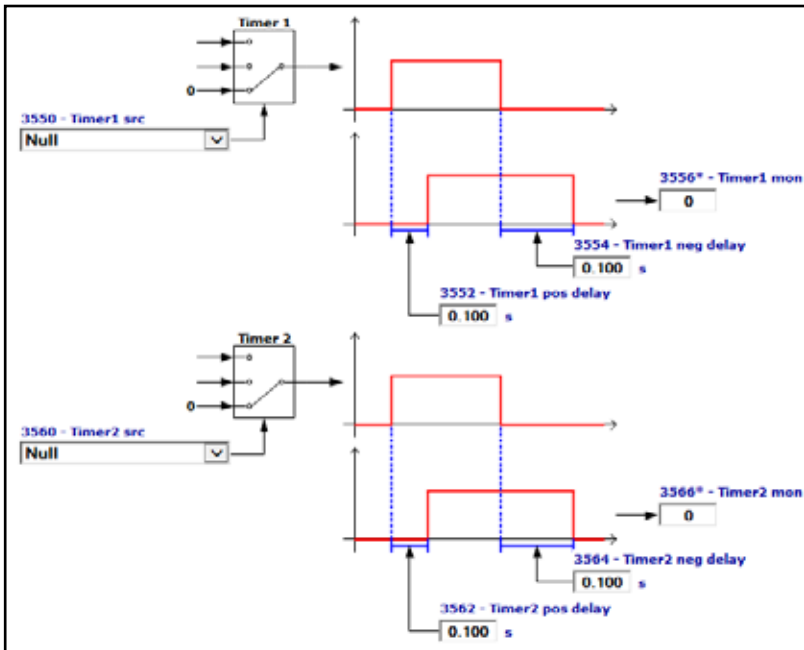 Timer 1
0
3550 - Timer1 src
Null
3556* - Timer1 mon
0
3554 - Timer1 neg delay
0.100 s
3552 - Timer1 pos delay
0.100 s
Timer 2
0
3560 - Timer2 src
Null
3566* - Timer2 mon
0
3564 - Timer2 neg delay
0.100 s
3562 - Timer2 pos delay
0.100 s